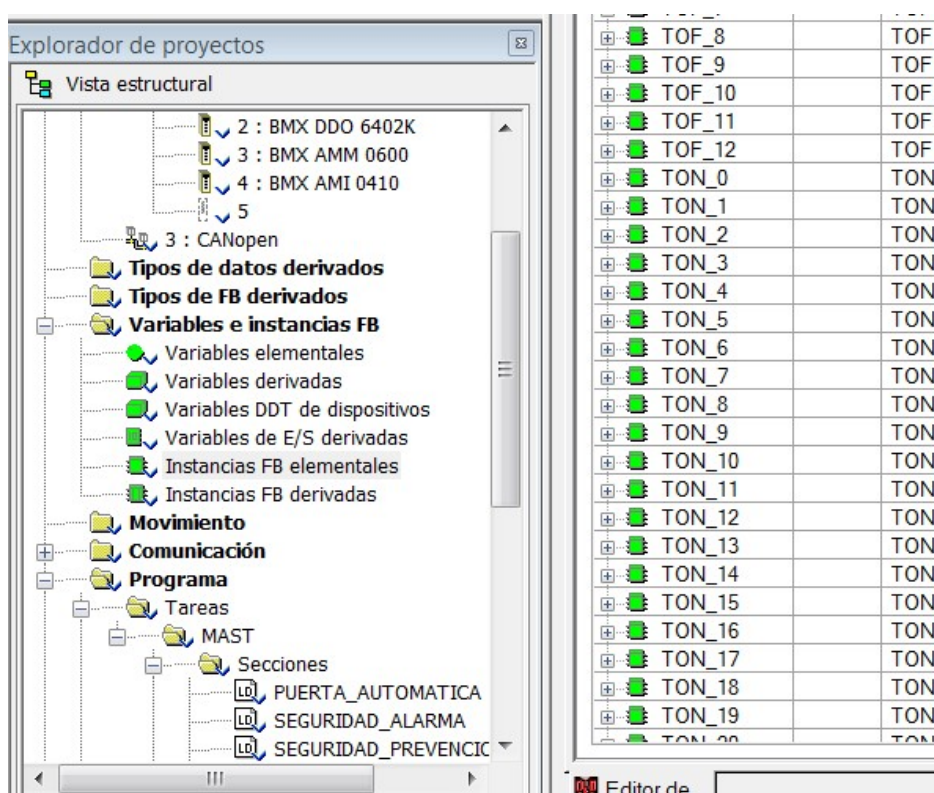 Explorador de proyectos
Vista estructural
2 : BMX DDO 6402K
3 : BMX AMM 0600
4 : BMX AMI 0410
5
3 : CANopen
Tipos de datos derivados
Tipos de FB derivados
Variables e instancias FB
Variables elementales
Variables derivadas
Variables DDT de dispositivos
Variables de E/S derivadas
Instancias FB elementales
Instancias FB derivadas
Movimiento
Comunicación
Programa
Tareas
MAST
Secciones
PUERTA_AUTOMATICA
SEGURIDAD_ALARMA
SEGURIDAD_PREVENCIC
TOF_8 TOF
TOF_9 TOF
TOF_10 TOF
TOF_11 TOF
TOF_12 TOF
TON_0 TON
TON_1 TON
TON_2 TON
TON_3 TON
TON_4 TON
TON_5 TON
TON_6 TON
TON_7 TON
TON_8 TON
TON_9 TON
TON_10 TON
TON_11 TON
TON_12 TON
TON_13 TON
TON_14 TON
TON_15 TON
TON_16 TON
TON_17 TON
TON_18 TON
TON_19 TON
TON_20 TON
Editor de